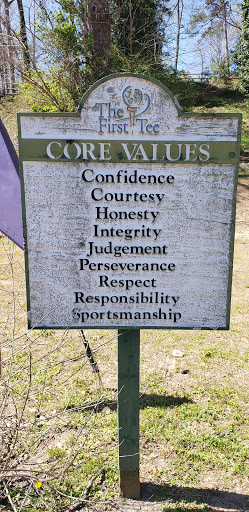 The
First Tee
CORE VALUES
Confidence
Courtesy
Honesty
Integrity
Judgement
Perseverance
Respect
Responsibility
Sportsmanship